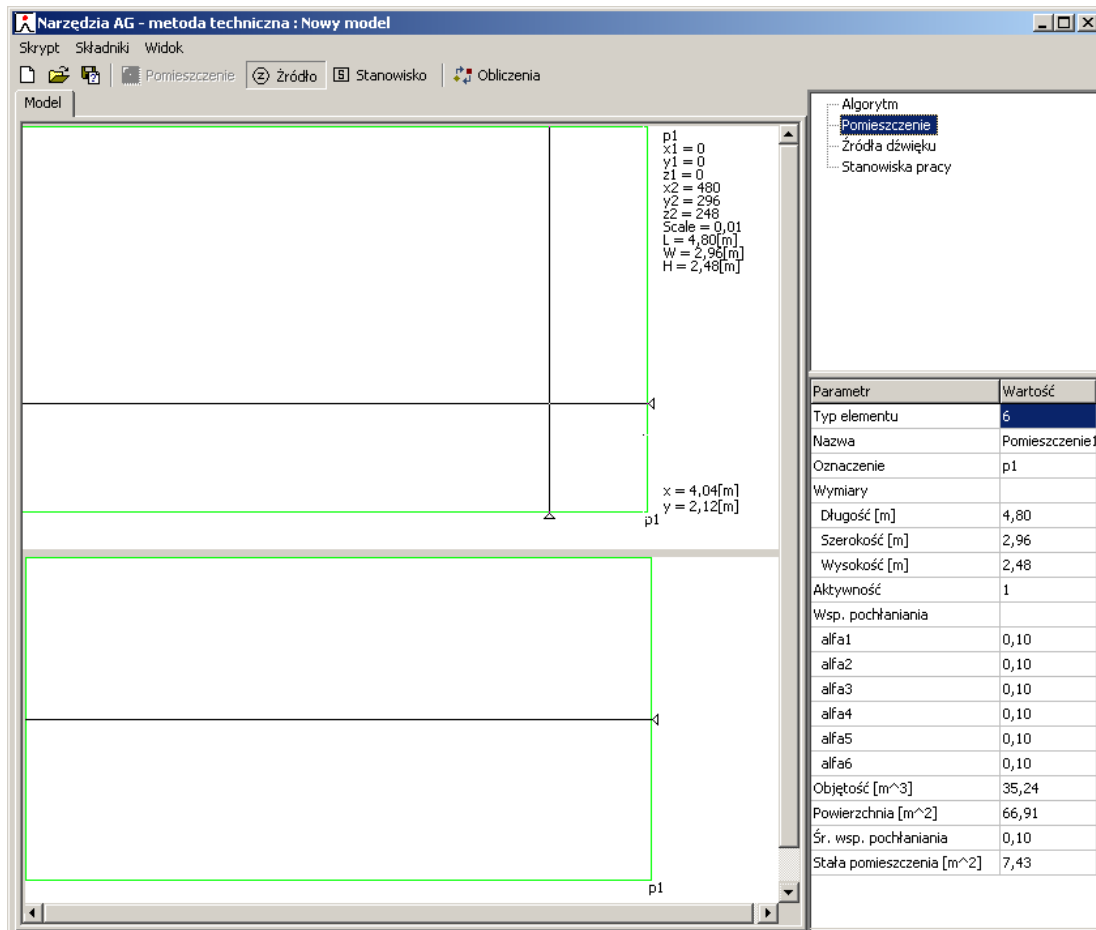 Narzędzia AG - metoda techniczna : Nowy model
Skrypt Składniki Widok
Pomieszczenie Z Źródło S Stanowisko Obliczenia
Model
p1
x1 = 0
y1 = 0
z1 = 0
x2 = 480
y2 = 296
z2 = 248
Scale = 0,01
L = 4,80[m]
W = 2,96[m]
H = 2,48[m]
x = 4,04[m]
y = 2,12[m]
p1
p1
Algorytm
Pomieszczenie
Źródła dźwięku
Stanowiska pracy
Parametr Wartość
Typ elementu 6
Nazwa Pomieszczenie1
Oznaczenie p1
Wymiary
Długość [m] 4,80
Szerokość [m] 2,96
Wysokość [m] 2,48
Aktywność 1
Wsp. pochłaniania
alfa1 0,10
alfa2 0,10
alfa3 0,10
alfa4 0,10
alfa5 0,10
alfa6 0,10
Objętość [m^3] 35,24
Powierzchnia [m^2] 66,91
Śr. wsp. pochłaniania 0,10
Stała pomieszczenia [m^2] 7,43